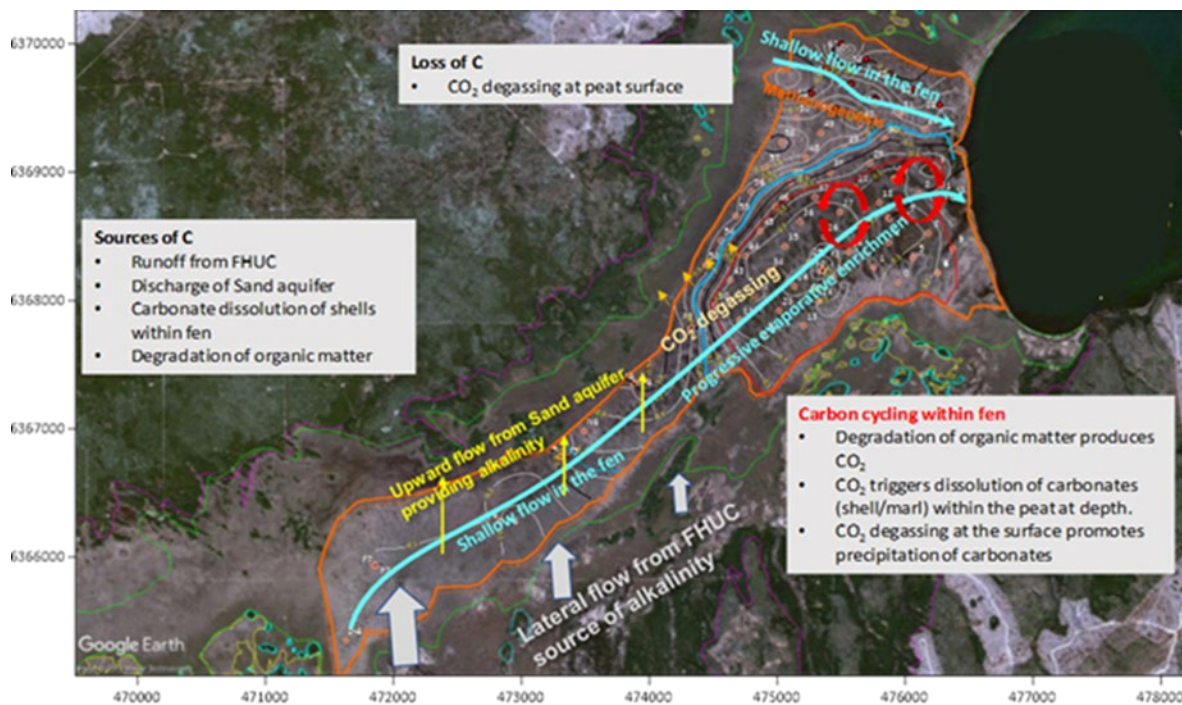 6370000
6369000
6368000
6367000
6366000
Loss of C
• CO₂ degassing at peat surface
Shallow flow in the fen
Sources of C
• Runoff from FHUC
• Discharge of Sand aquifer
• Carbonate dissolution of shells
within fen
• Degradation of organic matter
CO₂ degassing
Progressive evaporative enrichmen
Upward flow from Sand aquifer
providing alkalinity
Shallow flow in the fen
Lateral flow from FHUC
source of alkalinity
Carbon cycling within fen
• Degradation of organic matter produces
CO₂
• CO₂ triggers dissolution of carbonates
(shell/marl) within the peat at depth.
• CO₂ degassing at the surface promotes
precipitation of carbonates
Google Earth
470000 471000 472000 473000 474000 475000 476000 477000 478000